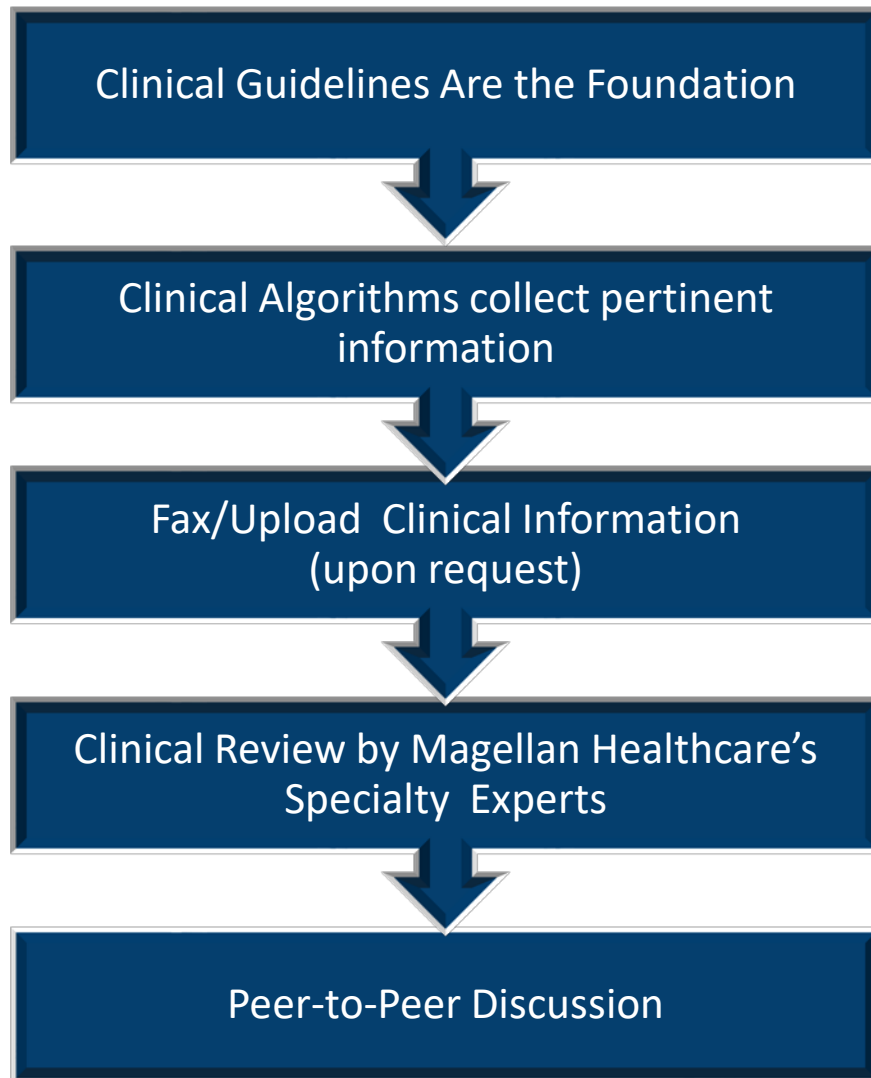 Clinical Guidelines Are the Foundation
Clinical Algorithms collect pertinent
information
Fax/Upload Clinical Information
(upon request)
Clinical Review by Magellan Healthcare’s
Specialty Experts
Peer-to-Peer Discussion